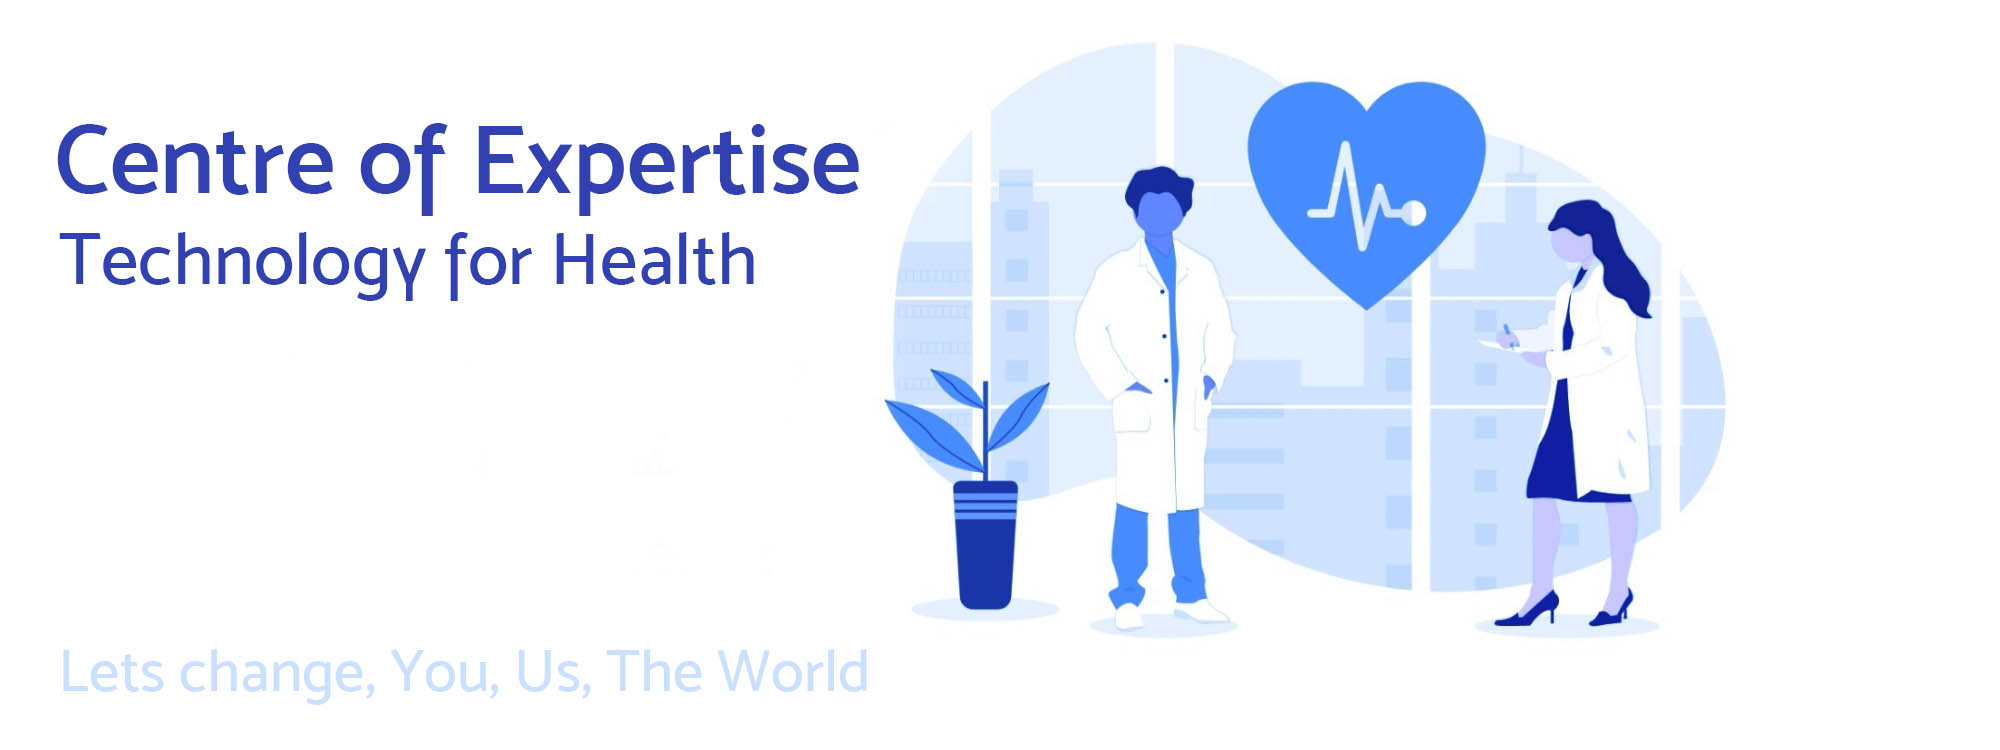 Centre of Expertise
Technology for Health
Lets change, You, Us, The World